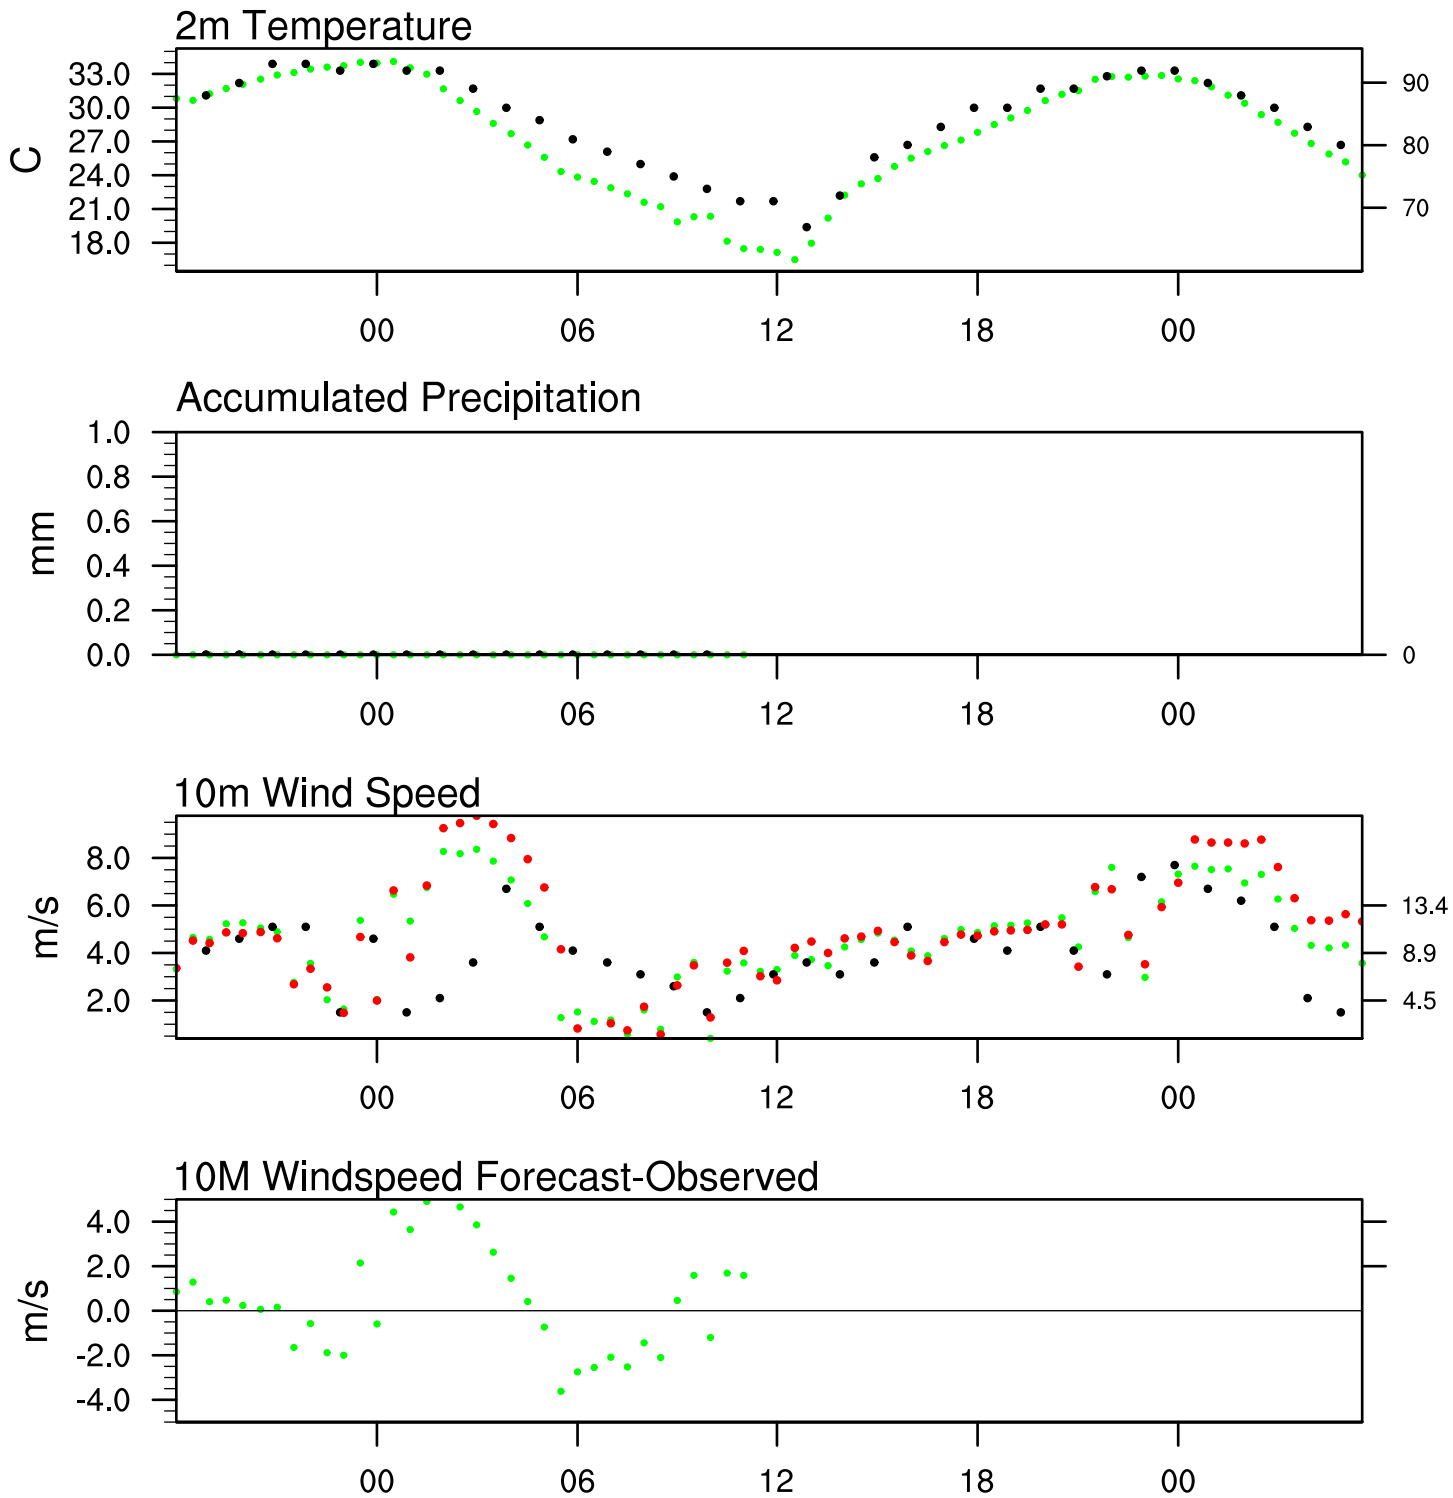 2m Temperature
33.0
30.0
27.0
24.0
21.0
18.0
C
90
80
70
00 06 12 18 00
Accumulated Precipitation
1.0
0.8
0.6
0.4
0.2
0.0
mm
0
00 06 12 18 00
10m Wind Speed
8.0
6.0
4.0
2.0
m/s
13.4
8.9
4.5
00 06 12 18 00
10M Windspeed Forecast-Observed
4.0
2.0
0.0
-2.0
-4.0
m/s
00 06 12 18 00